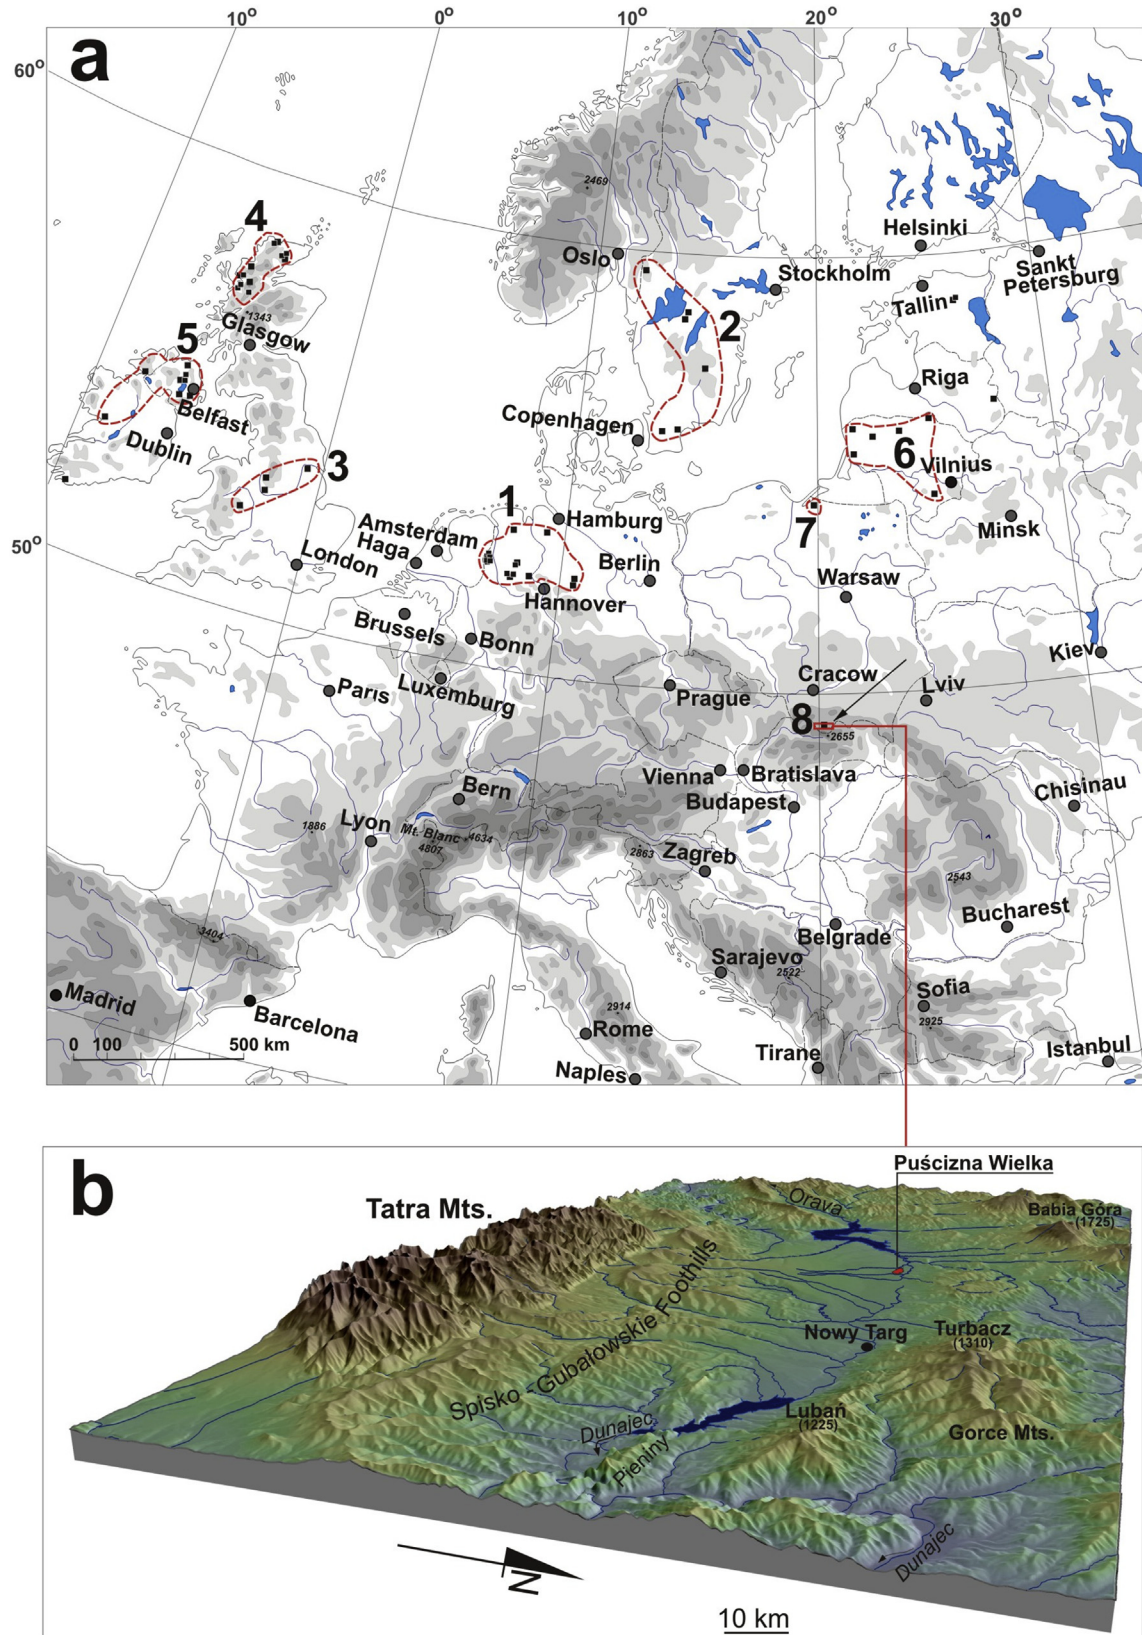 10° 0° 10° 20° 30°
a
60°
2469
4
Helsinki
Oslo
Sankt
Petersburg
Stockholm
Tallin
1343
Glasgow
2
5
Riga
Belfast
Copenhagen
Dublin
6
3
Vilnius
1
Hamburg
7
Minsk
Amsterdam
Haga
50°
London
Berlin
Warsaw
Hannover
Brussels
Bonn
Kiev
Cracow
Lviv
Paris
Luxemburg
Prague
8
2655
Vienna
Bratislava
Bern
Budapest
Chisinau
1886
Lyon
Mt. Blanc
4634
4807
2863
Zagreb
2543
Bucharest
3404
Belgrade
Sarajevo
2522
Madrid
Sofia
2914
Barcelona
2925
Rome
0 100 500 km
Tirane
Istanbul
Naples
b
Puścizna Wielka
Tatra Mts.
Orava
Babia Góra
(1725)
Spisko - Gubałowskie Foothills
Nowy Targ
Turbacz
(1310)
Lubań
(1225)
Dunajec
Gorce Mts.
Pieniny
Dunajec
N
10 km